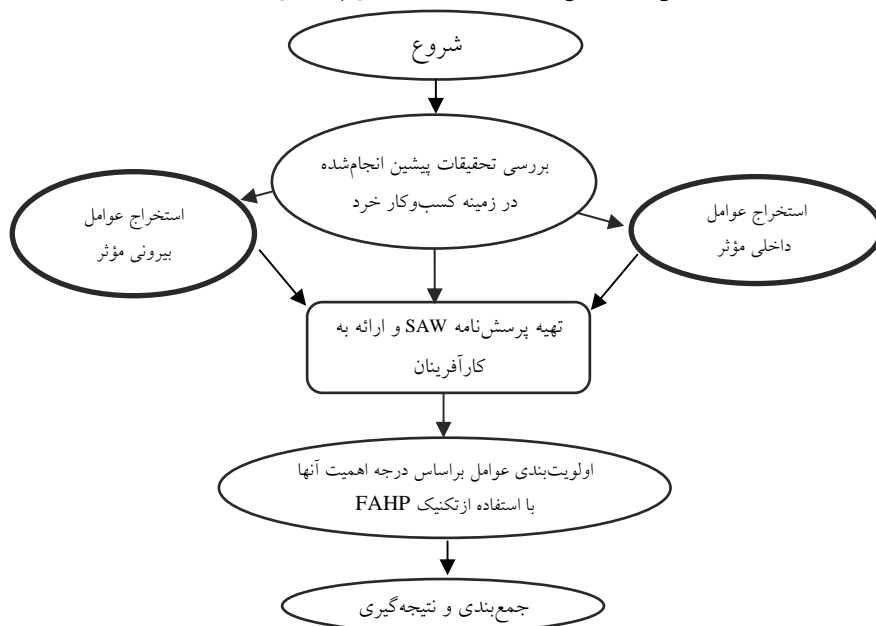 شروع
بررسی تحقیقات پیشین انجام‌شده
در زمینه کسب‌وکار خرد
استخراج عوامل
داخلی مؤثر
استخراج عوامل
بیرونی مؤثر
تهیه پرسش‌نامه SAW و ارائه به
کارآفرینان
اولویت‌بندی عوامل براساس درجه اهمیت آنها
با استفاده ازتکنیک FAHP
جمع‌بندی و نتیجه‌گیری